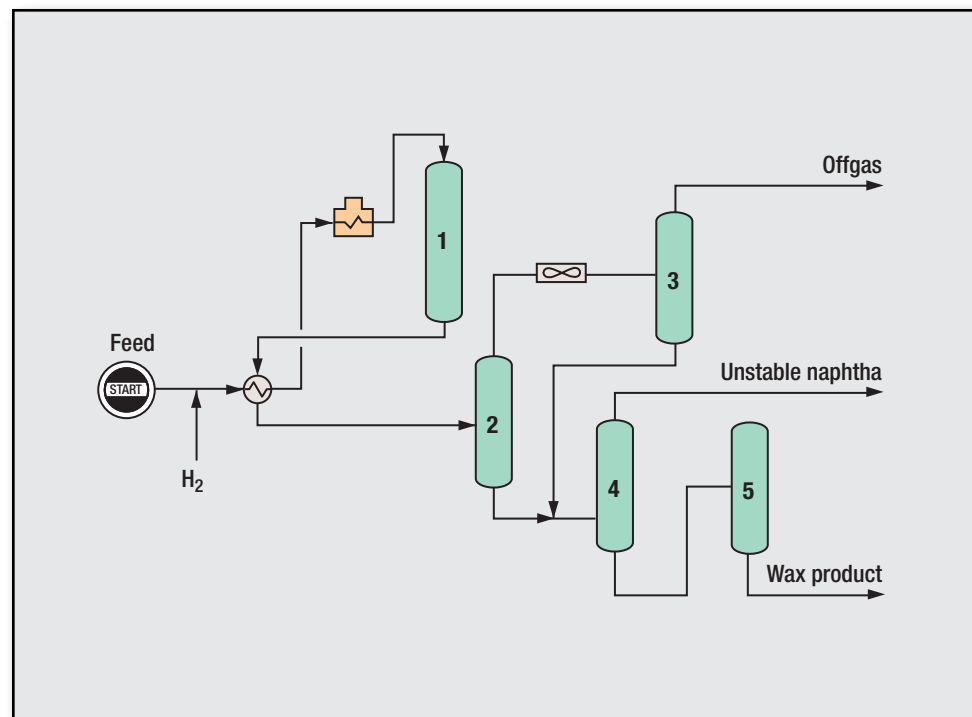 Offgas
1
3
Feed
START
Unstable naphtha
2
H₂
4
5
Wax product